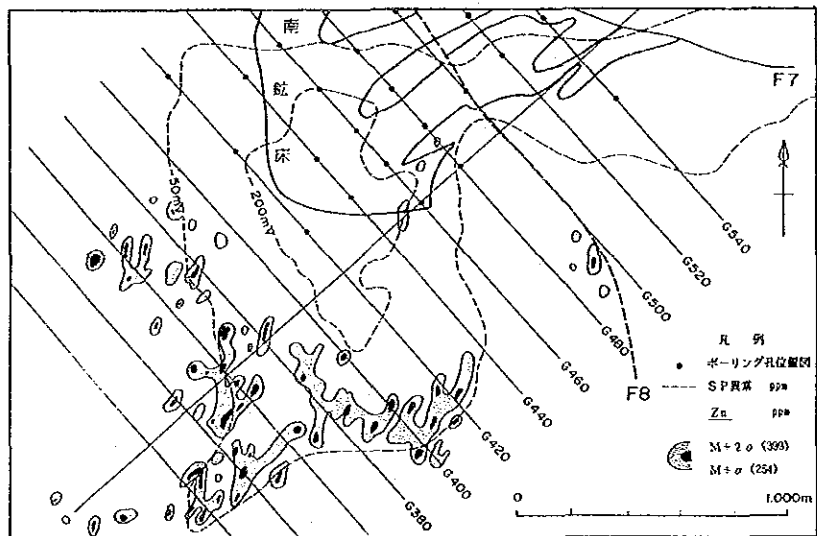 南
鉱
床
F7
50mV
200mV
G540
G520
G500
G480
F8
G460
G440
G420
G400
G380
凡 例
ボーリング孔位置図
SP異常 ppm
Zn ppm
M+2σ (399)
M+σ (254)
0 1,000m